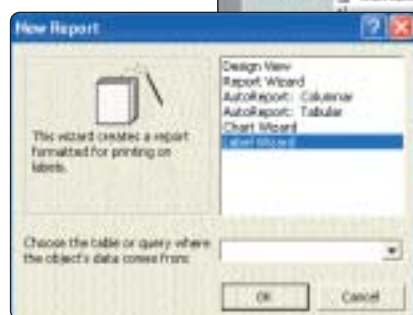 New Report
Design View
Report Wizard
AutoReport: Columnar
AutoReport: Tabular
Chart Wizard
Label Wizard
This wizard creates a report
formatted for printing on
labels.
Choose the table or query where
the object's data comes from:
OK
Cancel